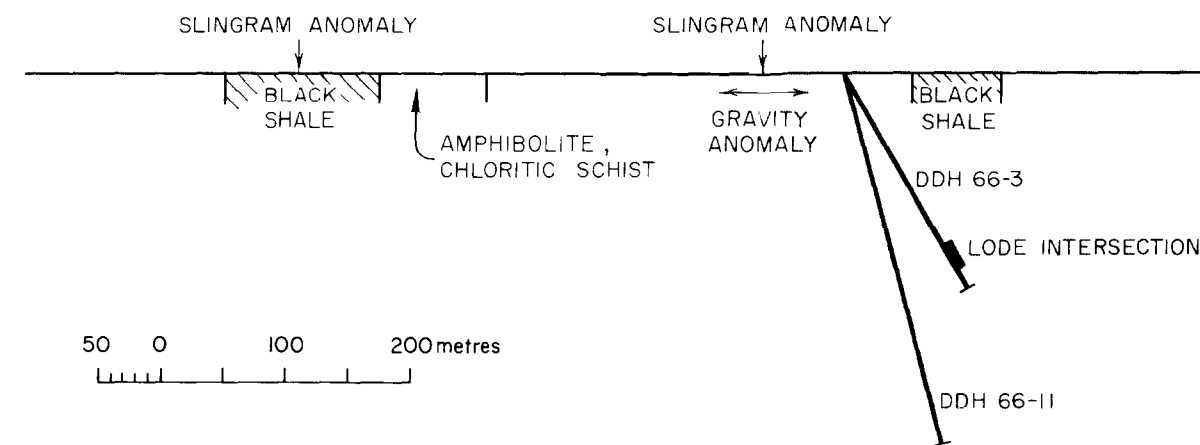 SLINGRAM ANOMALY
SLINGRAM ANOMALY
BLACK
SHALE
AMPHIBOLITE,
CHLORITIC SCHIST
GRAVITY
ANOMALY
BLACK
SHALE
DDH 66-3
LODE INTERSECTION
50 0 100 200 metres
DDH 66-11